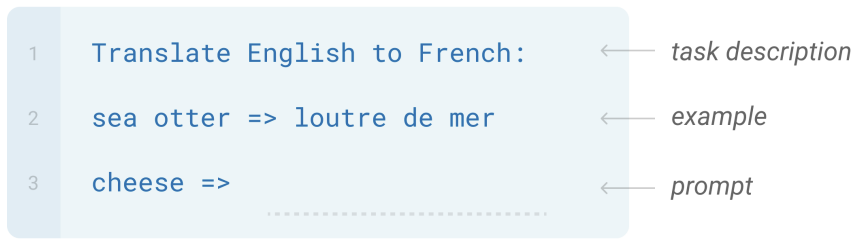 1 Translate English to French: task description
2 sea otter => loutre de mer example
3 cheese => prompt